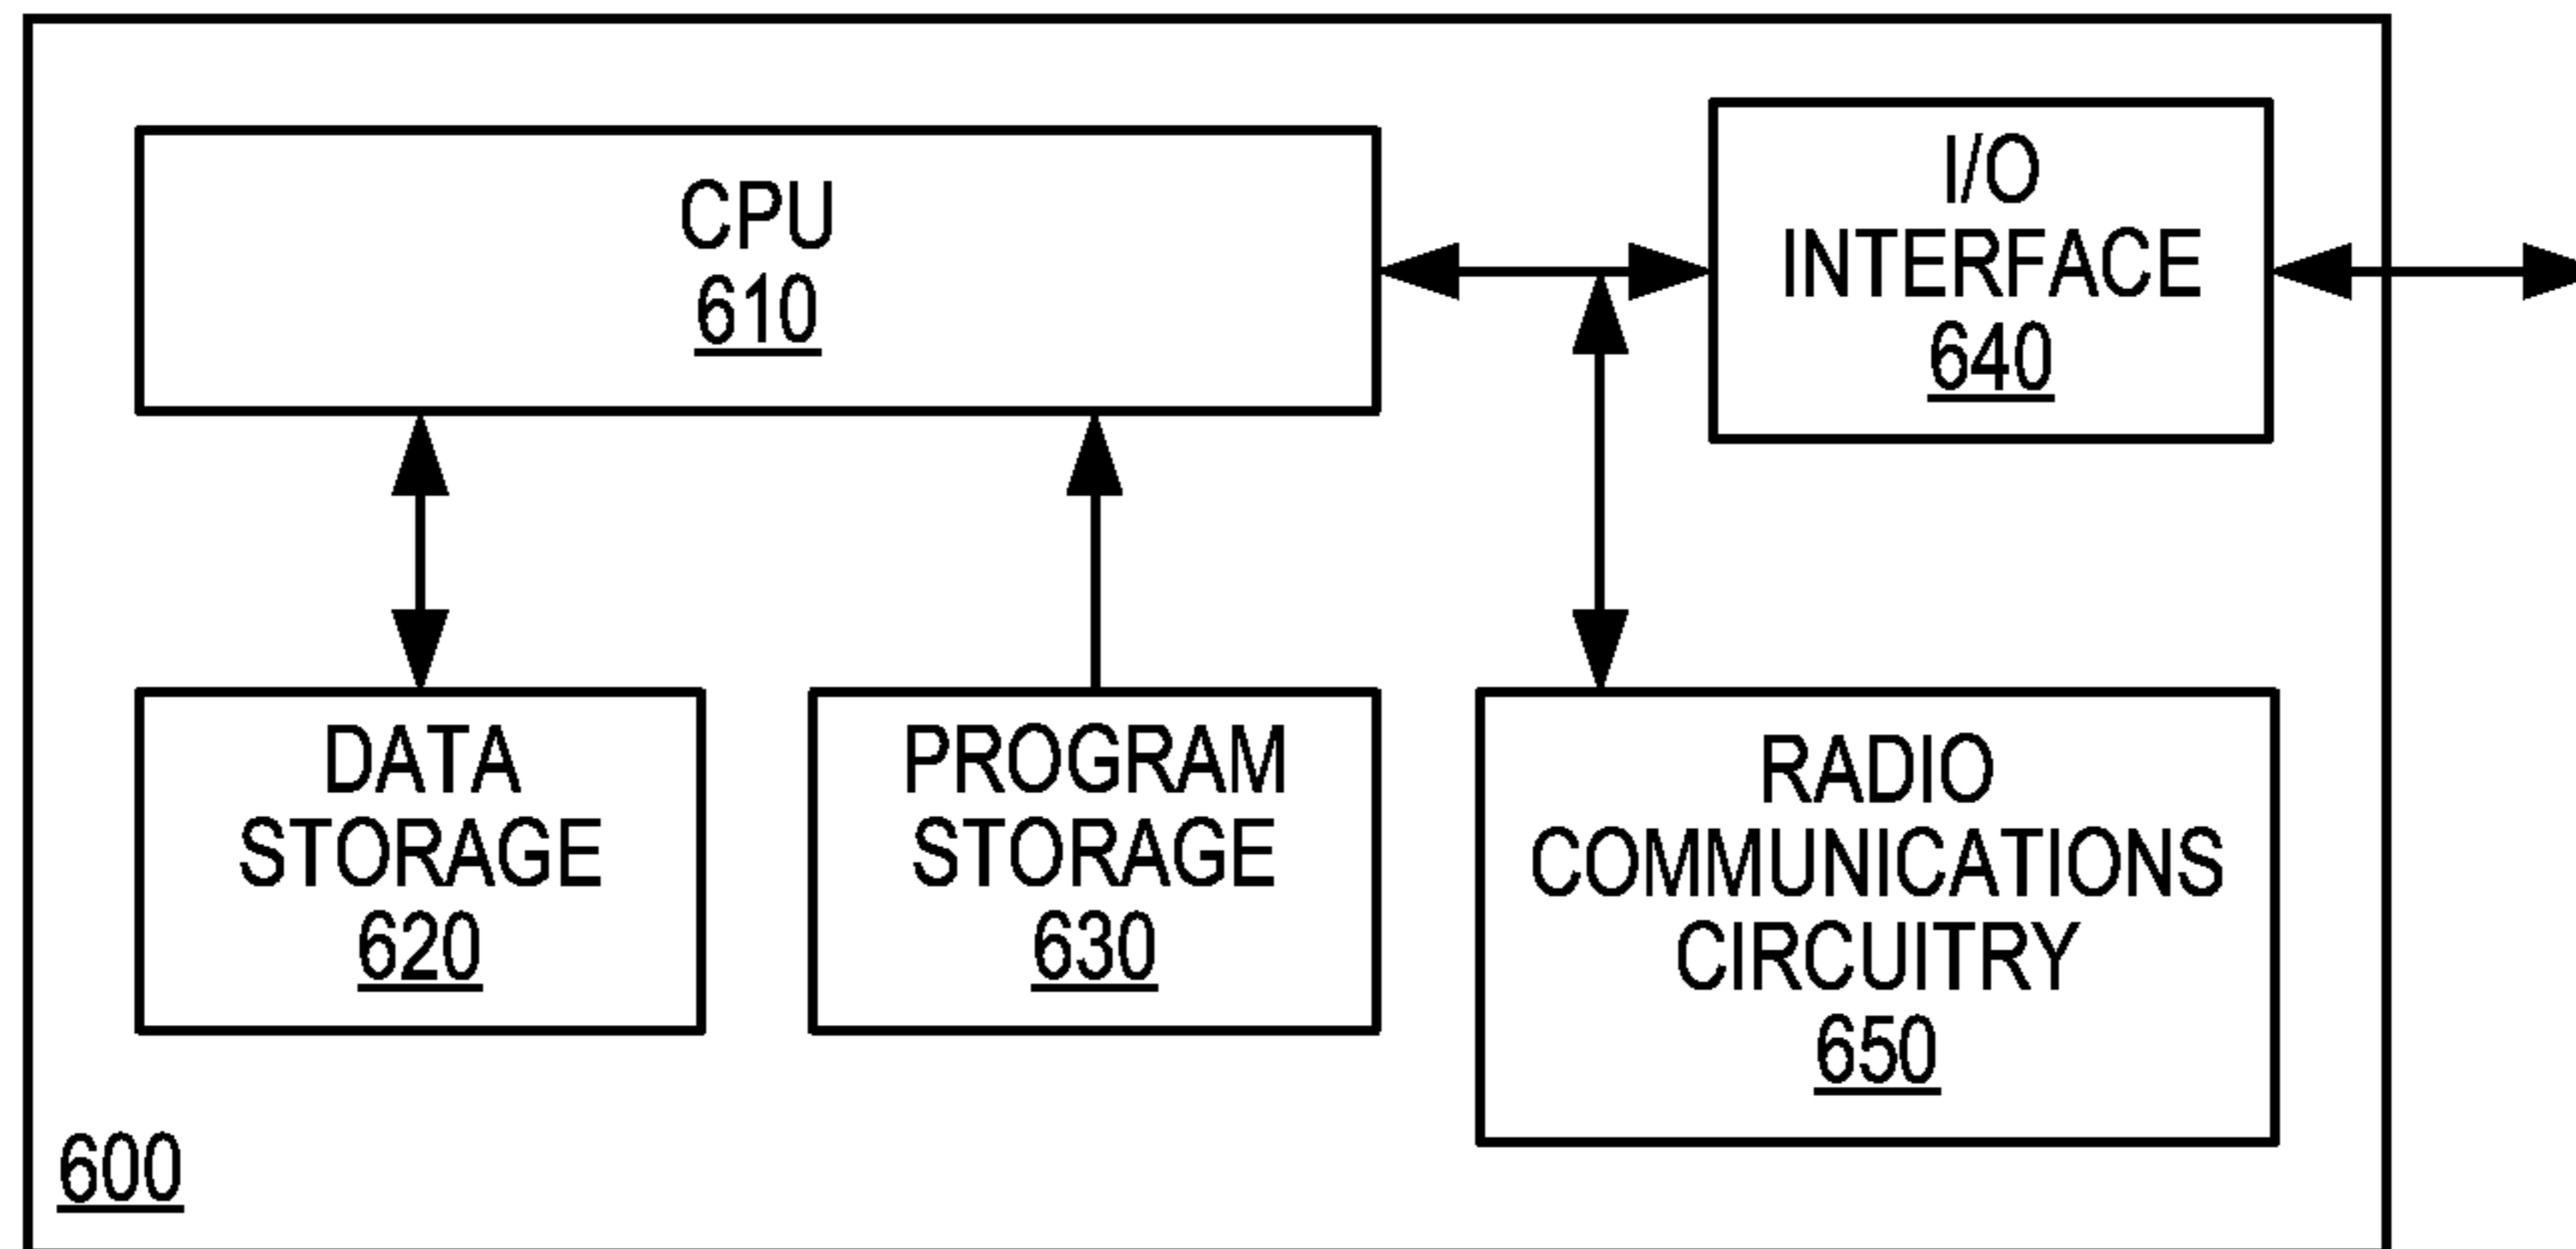 CPU
610
I/O
INTERFACE
640
DATA
STORAGE
620
PROGRAM
STORAGE
630
RADIO
COMMUNICATIONS
CIRCUITRY
650
600